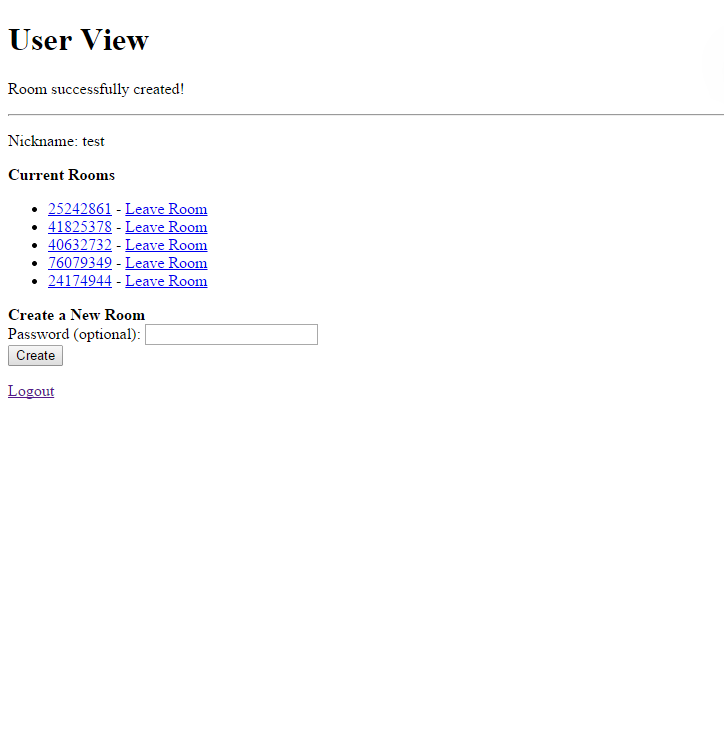 User View
Room successfully created!
Nickname: test
Current Rooms
25242861 - Leave Room
41825378 - Leave Room
40632732 - Leave Room
76079349 - Leave Room
24174944 - Leave Room
Create a New Room
Password (optional):
Create
Logout